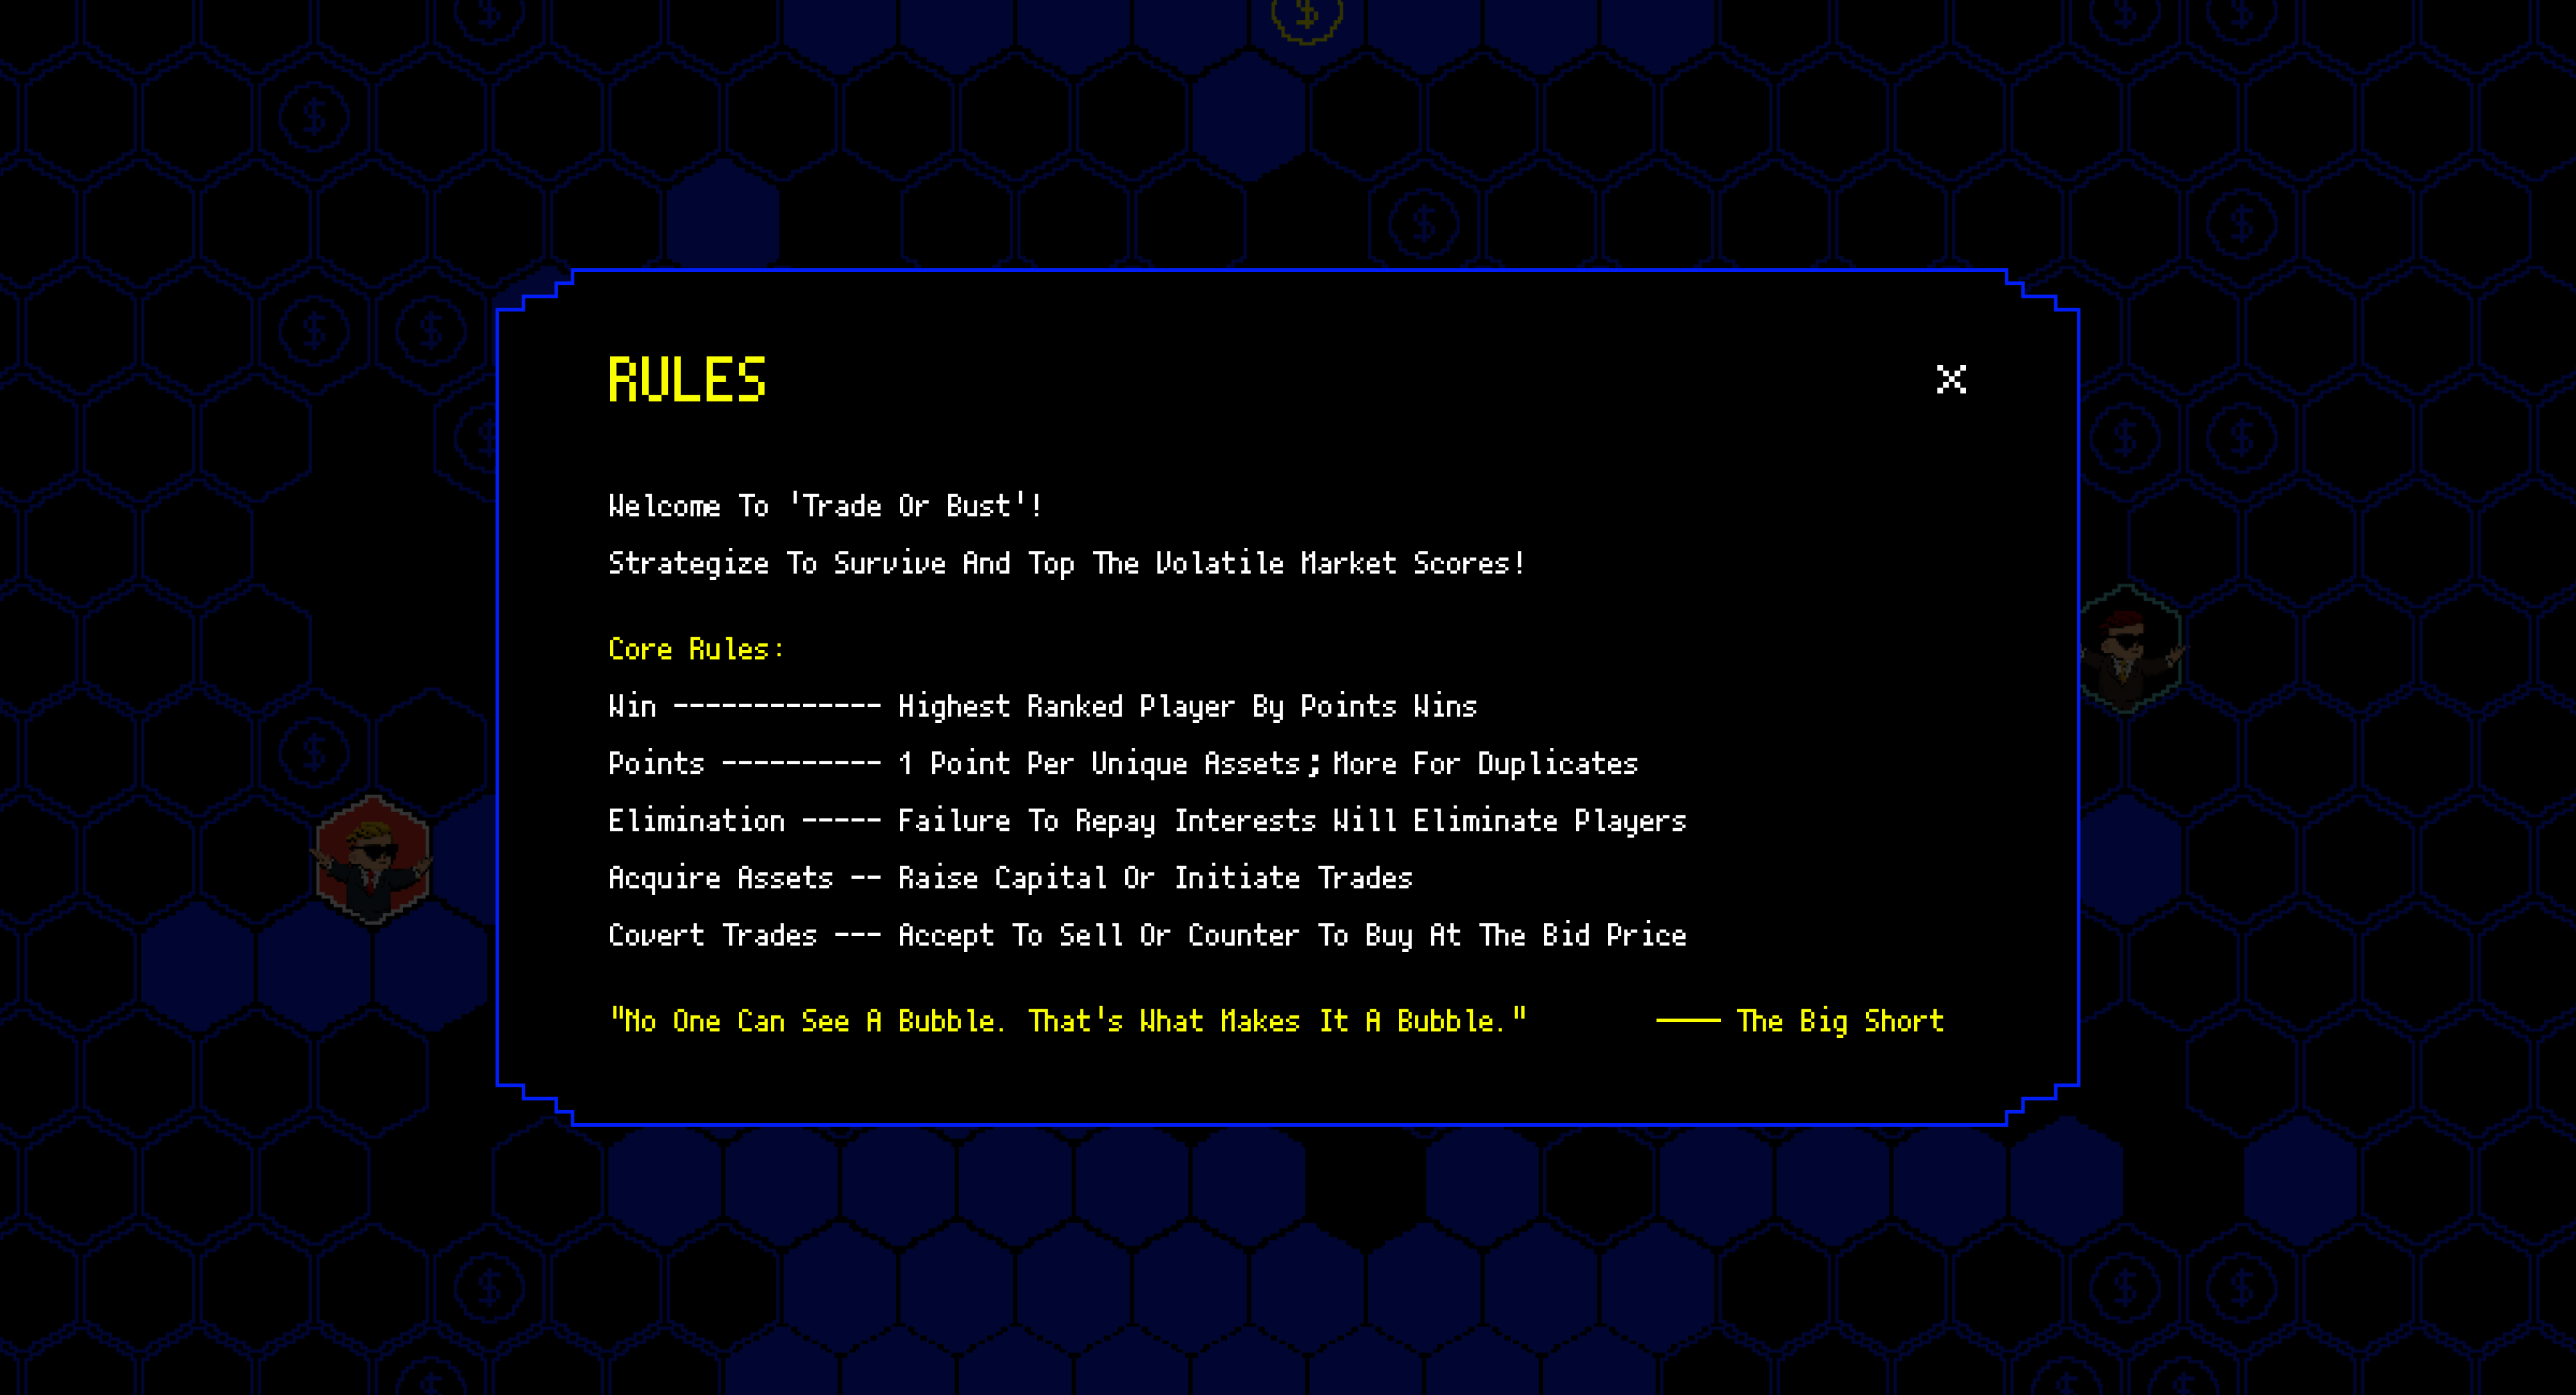 RULES
Welcome To 'Trade Or Bust'!
Strategize To Survive And Top The Volatile Market Scores!
Core Rules:
Win ------------- Highest Ranked Player By Points Wins
Points ---------- 1 Point Per Unique Assets;More For Duplicates
Elimination ----- Failure To Repay Interests Will Eliminate Players
Acquire Assets -- Raise Capital Or Initiate Trades
Covert Trades --- Accept To Sell Or Counter To Buy At The Bid Price
"No One Can See A Bubble. That's What Makes It A Bubble." —— The Big Short